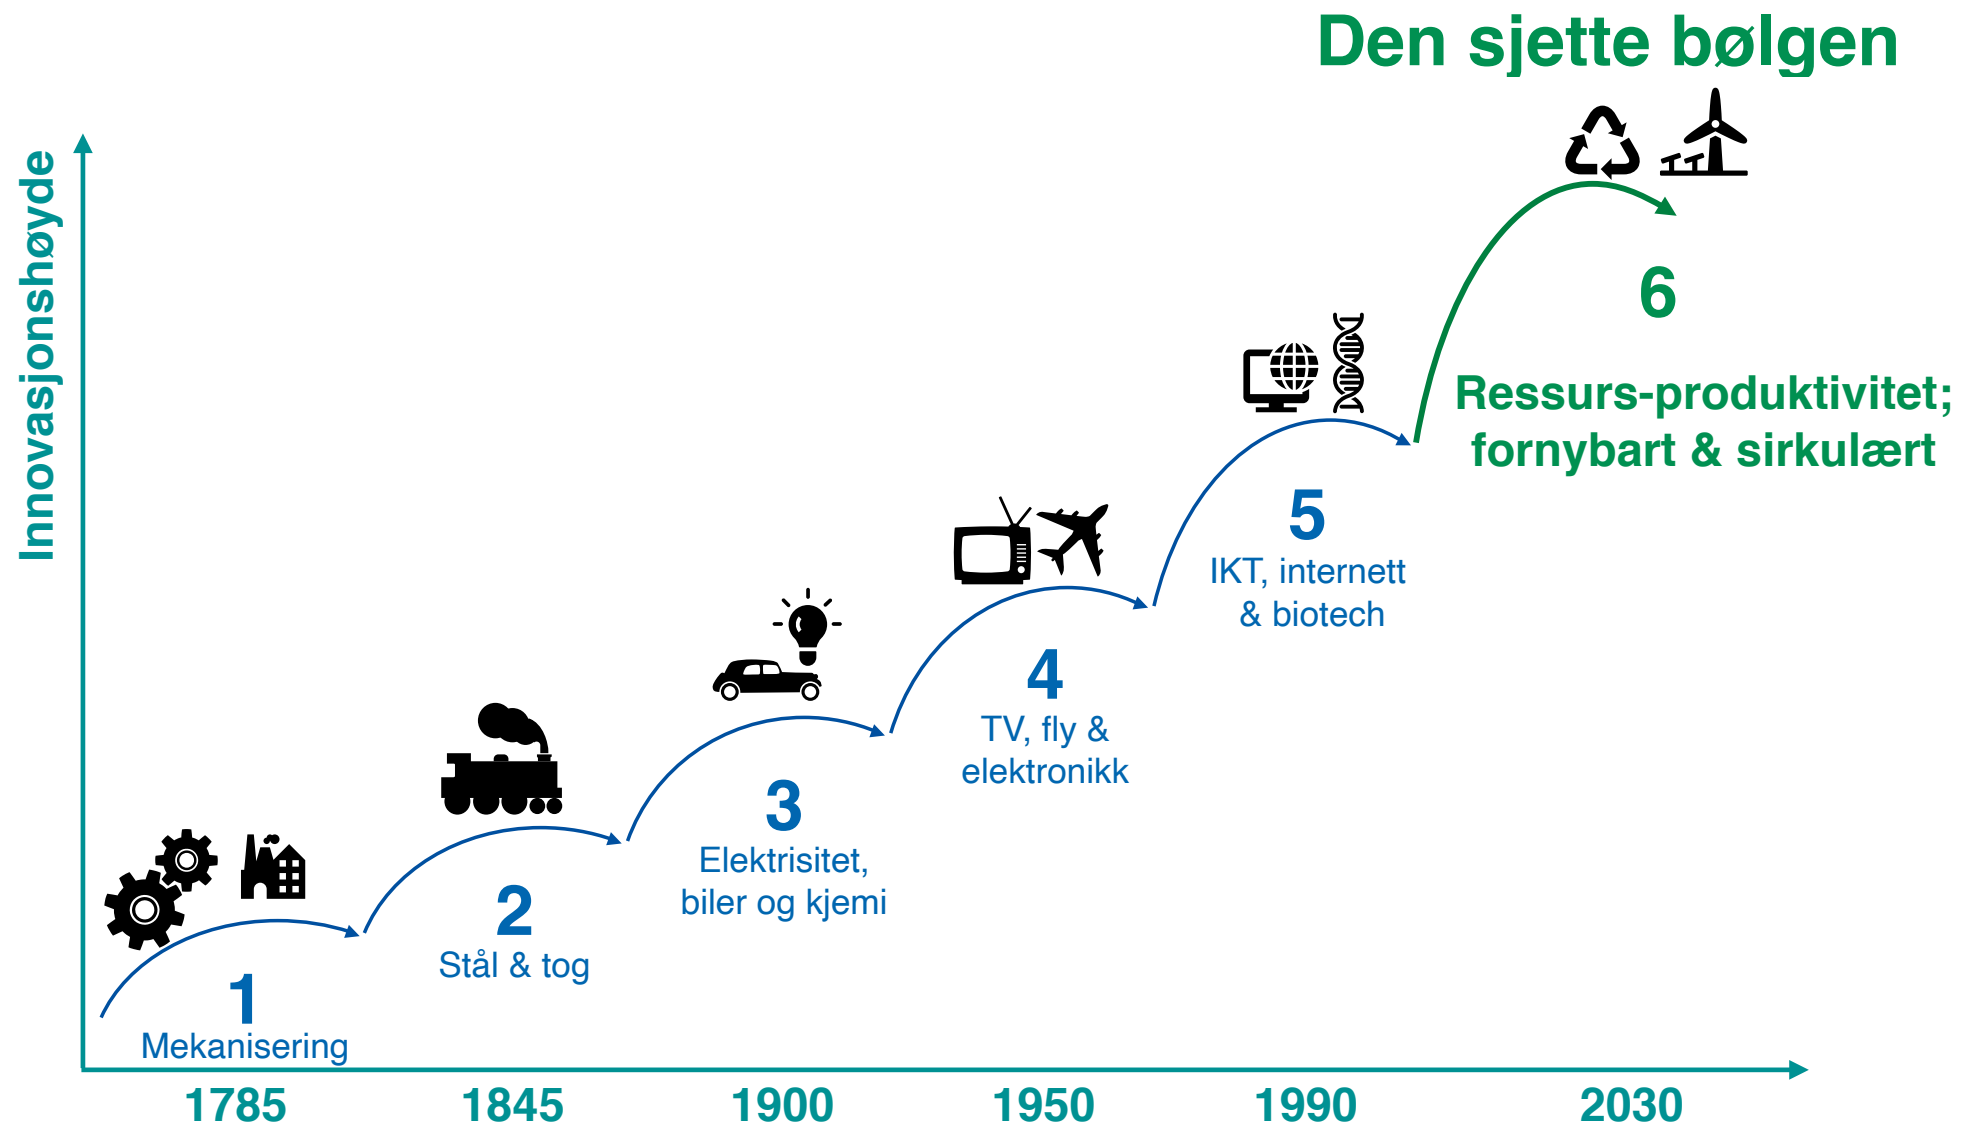 Den sjette bølgen
Innovasjonshøyde
6
Ressurs-produktivitet;
fornybart & sirkulært
5
IKT, internett
& biotech
4
TV, fly &
elektronikk
3
Elektrisitet,
biler og kjemi
2
Stål & tog
1
Mekanisering
1785
1845
1900
1950
1990
2030